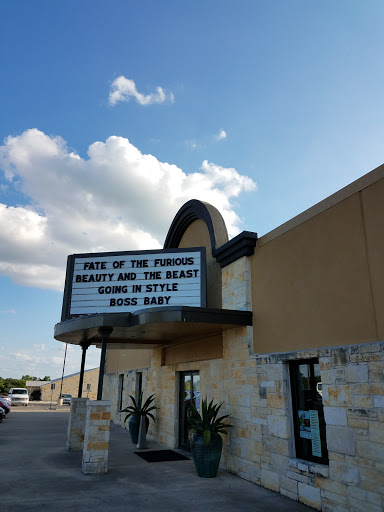 FATE OF THE FURIOUS
BEAUTY AND THE BEAST
GOING IN STYLE
BOSS BABY